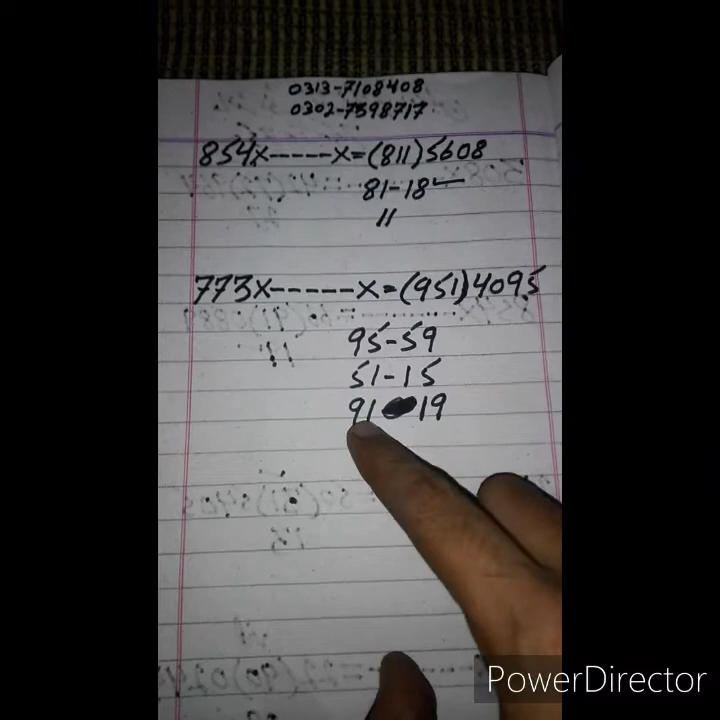 0313-7108408
0302-7598717
854x-----x=(811)5608
81-18
11
773x-----x=(951)4095
95-59
51-15
91 19
PowerDirector